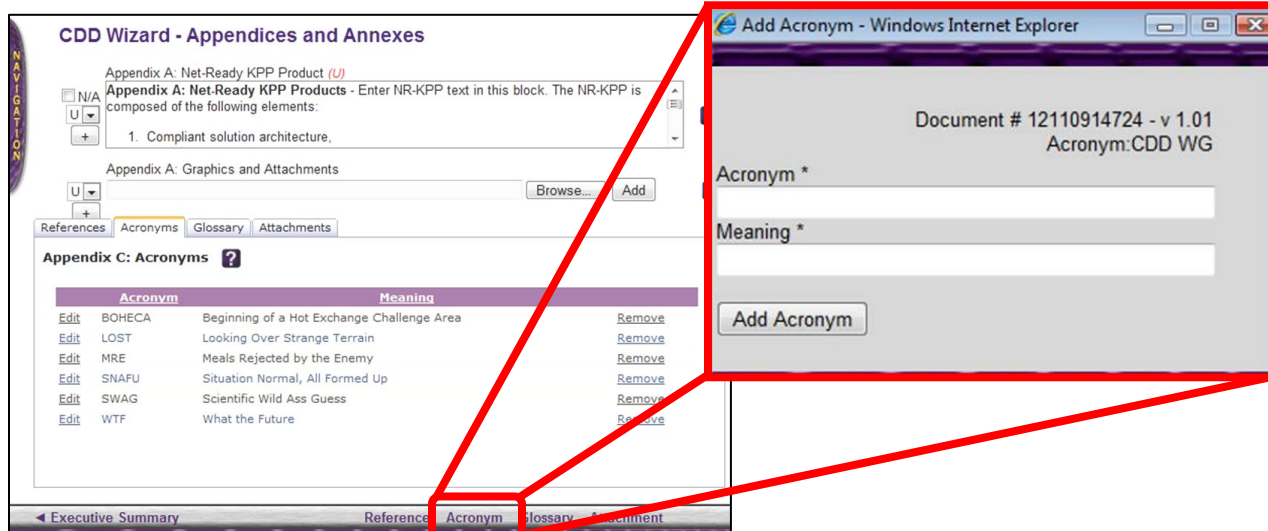 CDD Wizard - Appendices and Annexes
NAVIGATION
Appendix A: Net-Ready KPP Product (U)
N/A
U
+
Appendix A: Net-Ready KPP Products - Enter NR-KPP text in this block. The NR-KPP is
composed of the following elements:
1. Compliant solution architecture,
Appendix A: Graphics and Attachments
U
Browse... Add
+
References Acronyms Glossary Attachments
Appendix C: Acronyms ?
Acronym Meaning
Edit BOHECA Beginning of a Hot Exchange Challenge Area Remove
Edit LOST Looking Over Strange Terrain Remove
Edit MRE Meals Rejected by the Enemy Remove
Edit SNAFU Situation Normal, All Formed Up Remove
Edit SWAG Scientific Wild Ass Guess Remove
Edit WTF What the Future Remove
◄ Executive Summary Reference Acronym Glossary Attachment
Add Acronym - Windows Internet Explorer
Document # 12110914724 - v 1.01
Acronym:CDD WG
Acronym *
Meaning *
Add Acronym